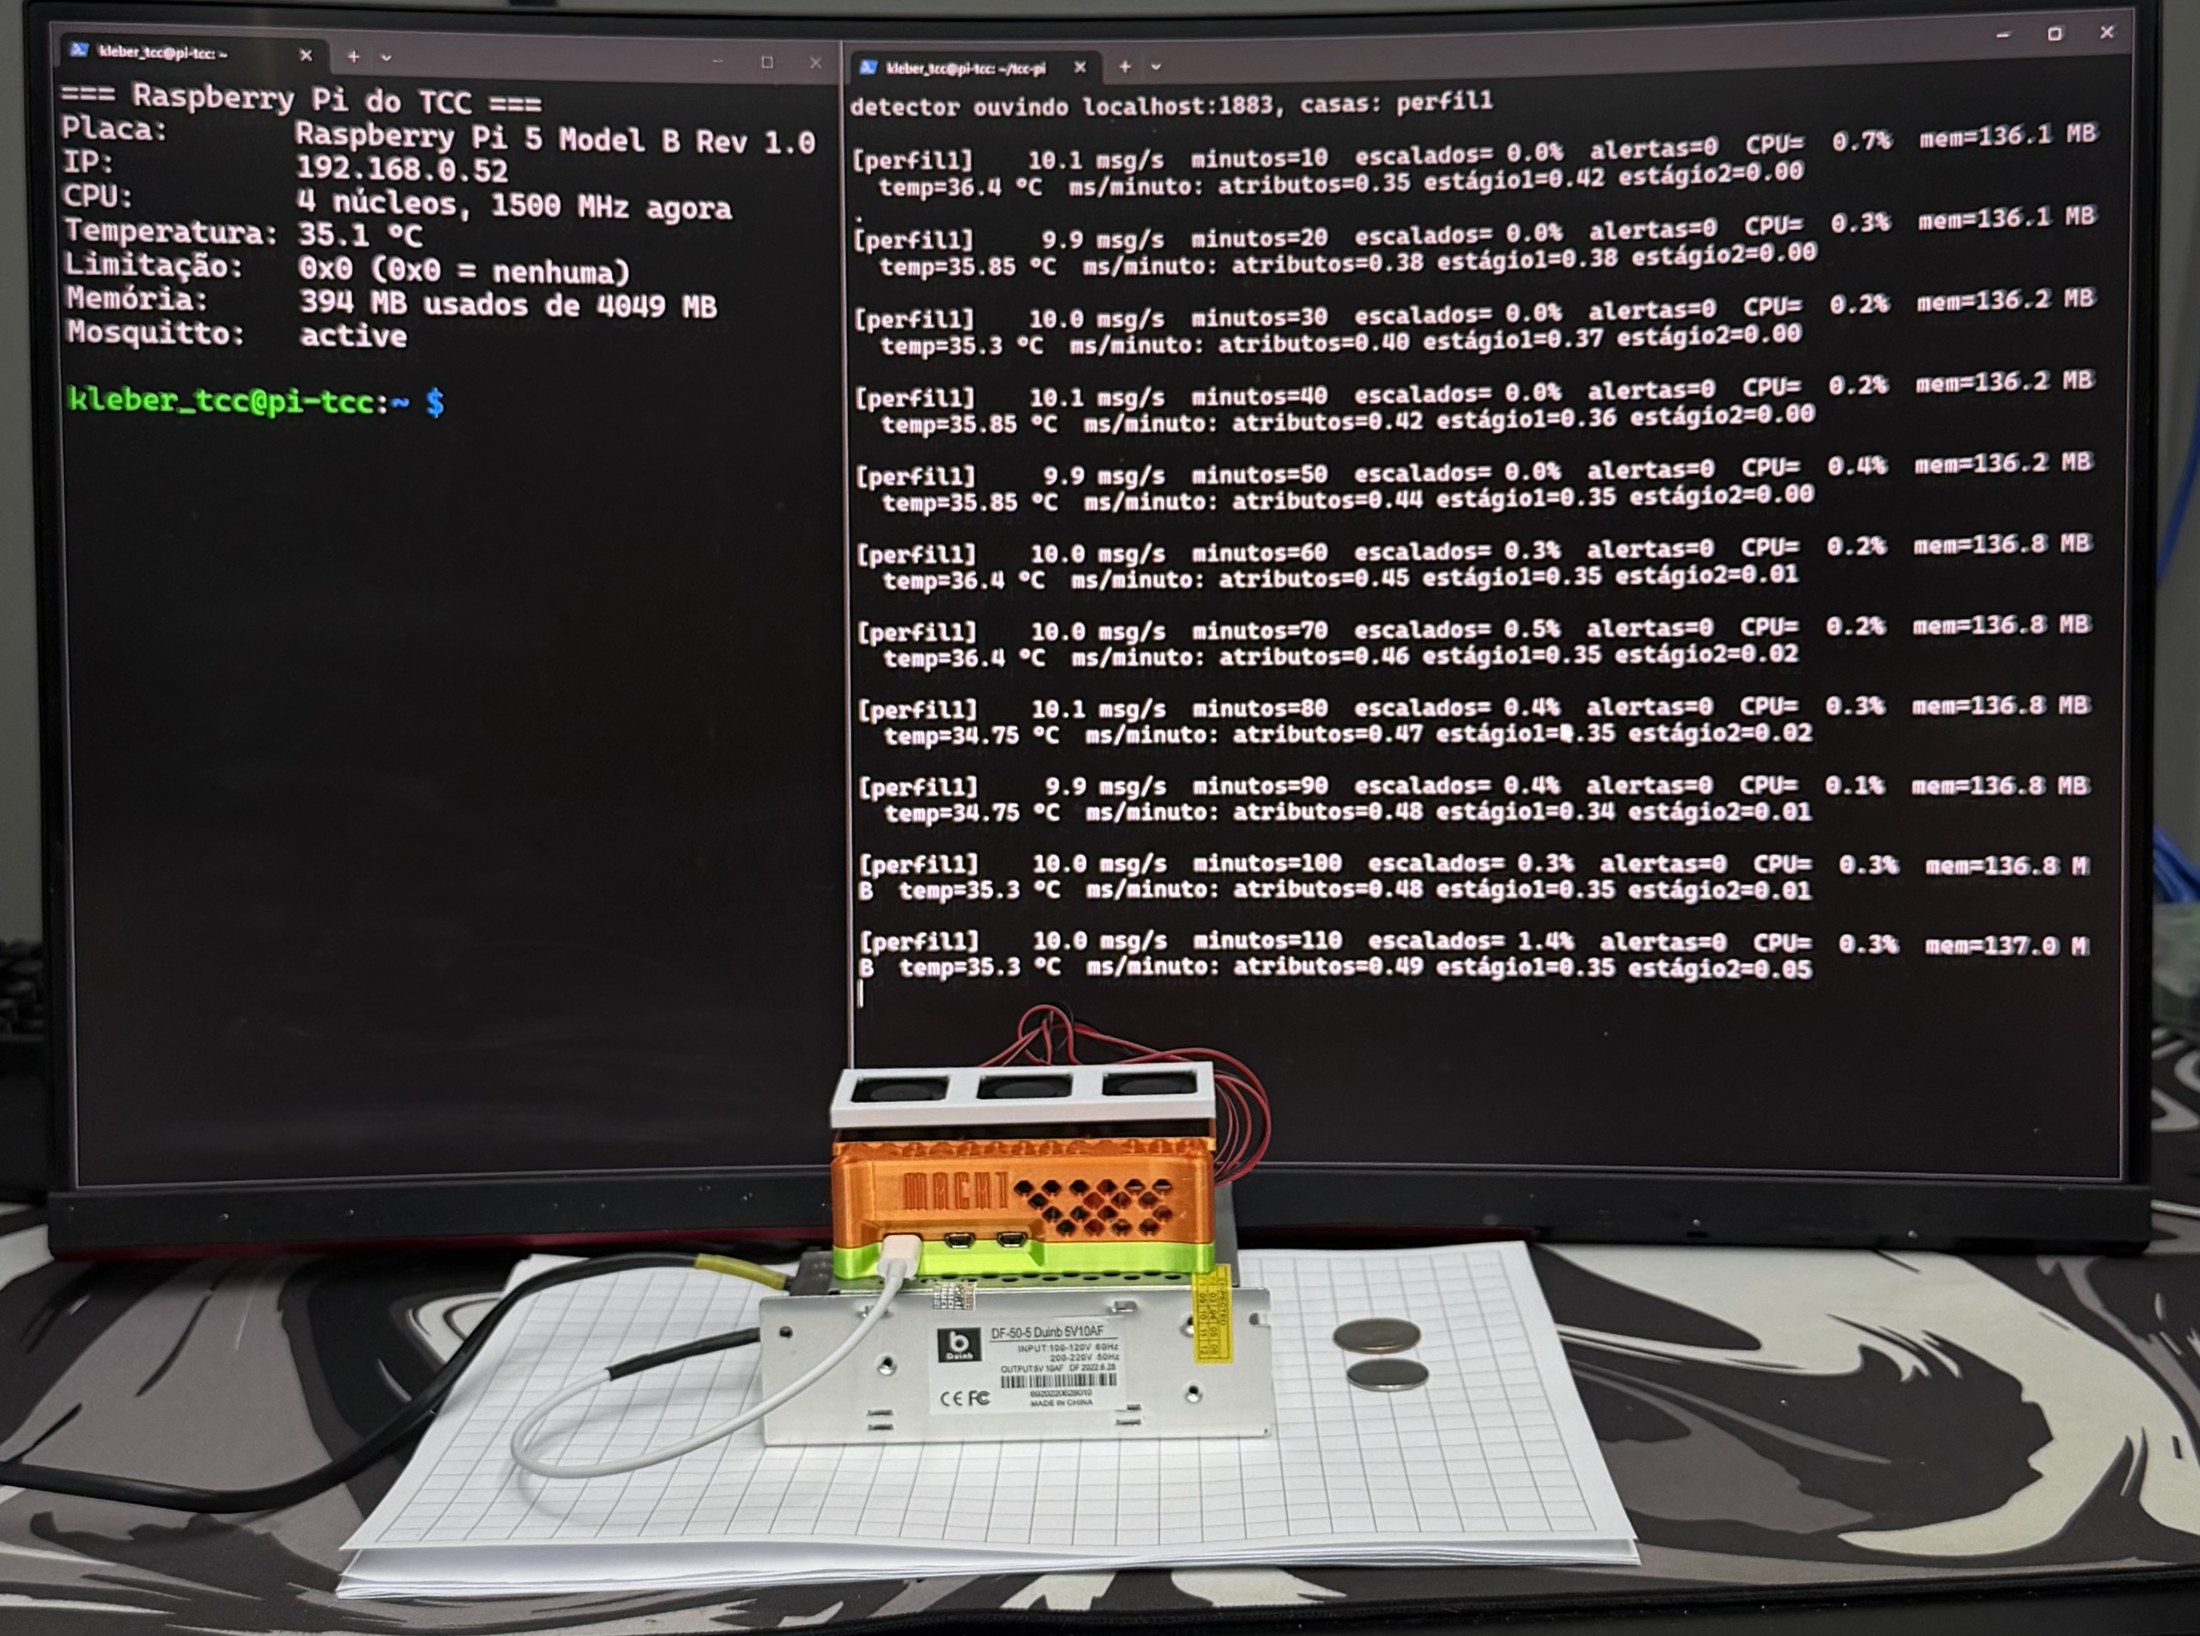 kleber_tcc@pi-tcc: ~
=== Raspberry Pi do TCC ===
Placa: Raspberry Pi 5 Model B Rev 1.0
IP: 192.168.0.52
CPU: 4 núcleos, 1500 MHz agora
Temperatura: 35.1 °C
Limitação: 0x0 (0x0 = nenhuma)
Memória: 394 MB usados de 4049 MB
Mosquitto: active
kleber_tcc@pi-tcc:~ $
kleber_tcc@pi-tcc: ~/tcc-pi
detector ouvindo localhost:1883, casas: perfil1
[perfil1] 10.1 msg/s minutos=10 escalados= 0.0% alertas=0 CPU= 0.7% mem=136.1 MB
temp=36.4 °C ms/minuto: atributos=0.35 estágio1=0.42 estágio2=0.00
.
[perfil1] 9.9 msg/s minutos=20 escalados= 0.0% alertas=0 CPU= 0.3% mem=136.1 MB
temp=35.85 °C ms/minuto: atributos=0.38 estágio1=0.38 estágio2=0.00
[perfil1] 10.0 msg/s minutos=30 escalados= 0.0% alertas=0 CPU= 0.2% mem=136.2 MB
temp=35.3 °C ms/minuto: atributos=0.40 estágio1=0.37 estágio2=0.00
[perfil1] 10.1 msg/s minutos=40 escalados= 0.0% alertas=0 CPU= 0.2% mem=136.2 MB
temp=35.85 °C ms/minuto: atributos=0.42 estágio1=0.36 estágio2=0.00
[perfil1] 9.9 msg/s minutos=50 escalados= 0.0% alertas=0 CPU= 0.4% mem=136.2 MB
temp=35.85 °C ms/minuto: atributos=0.44 estágio1=0.35 estágio2=0.00
[perfil1] 10.0 msg/s minutos=60 escalados= 0.3% alertas=0 CPU= 0.2% mem=136.8 MB
temp=36.4 °C ms/minuto: atributos=0.45 estágio1=0.35 estágio2=0.01
[perfil1] 10.0 msg/s minutos=70 escalados= 0.5% alertas=0 CPU= 0.2% mem=136.8 MB
temp=36.4 °C ms/minuto: atributos=0.46 estágio1=0.35 estágio2=0.02
[perfil1] 10.1 msg/s minutos=80 escalados= 0.4% alertas=0 CPU= 0.3% mem=136.8 MB
temp=34.75 °C ms/minuto: atributos=0.47 estágio1=0.35 estágio2=0.02
[perfil1] 9.9 msg/s minutos=90 escalados= 0.4% alertas=0 CPU= 0.1% mem=136.8 MB
temp=34.75 °C ms/minuto: atributos=0.48 estágio1=0.34 estágio2=0.01
[perfil1] 10.0 msg/s minutos=100 escalados= 0.3% alertas=0 CPU= 0.3% mem=136.8 M
B temp=35.3 °C ms/minuto: atributos=0.48 estágio1=0.35 estágio2=0.01
[perfil1] 10.0 msg/s minutos=110 escalados= 1.4% alertas=0 CPU= 0.3% mem=137.0 M
B temp=35.3 °C ms/minuto: atributos=0.49 estágio1=0.35 estágio2=0.05
b
Duinb
DF-50-5 Duinb 5V10AF
INPUT:100-120V 60Hz
200-220V 50Hz
OUTPUT:5V 10AF DF 2022.6.28
6920220628010
CE FC
MADE IN CHINA